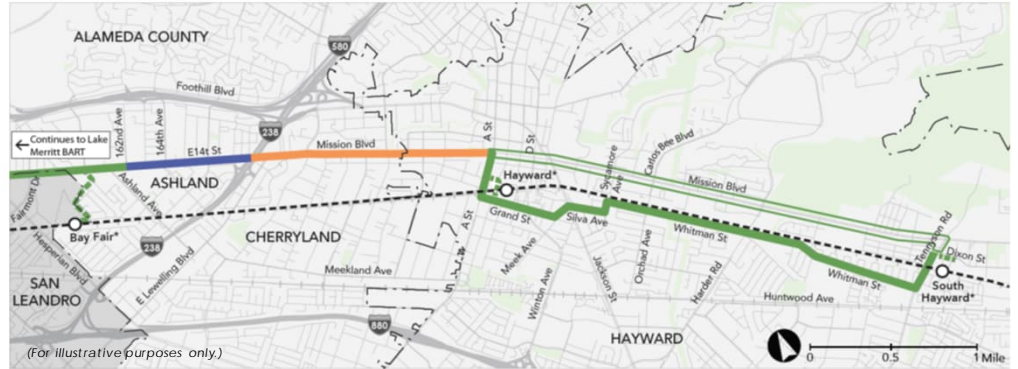 ALAMEDA COUNTY
580
Foothill Blvd
238
Continues to Lake
Merritt BART
162nd Ave
164th Ave
E14t St
Mission Blvd
A St
D St
Sycamore
Ave
Carlos Bee Blvd
ASHLAND
Ashland Ave
Fairmont Dr
Hayward*
Mission Blvd
Bay Fair*
Hesperian Blvd
238
E Lewelling Blvd
CHERRYLAND
A St
Grand St
Silva Ave
Whitman St
Tennyson Rd
Dixon St
Meek Ave
Jackson St
Orchard Ave
Harder Rd
Whitman St
South
Hayward*
SAN
LEANDRO
Meekland Ave
Winton Ave
Huntwood Ave
880
HAYWARD
(For illustrative purposes only.)
0
0.5
1 Mile